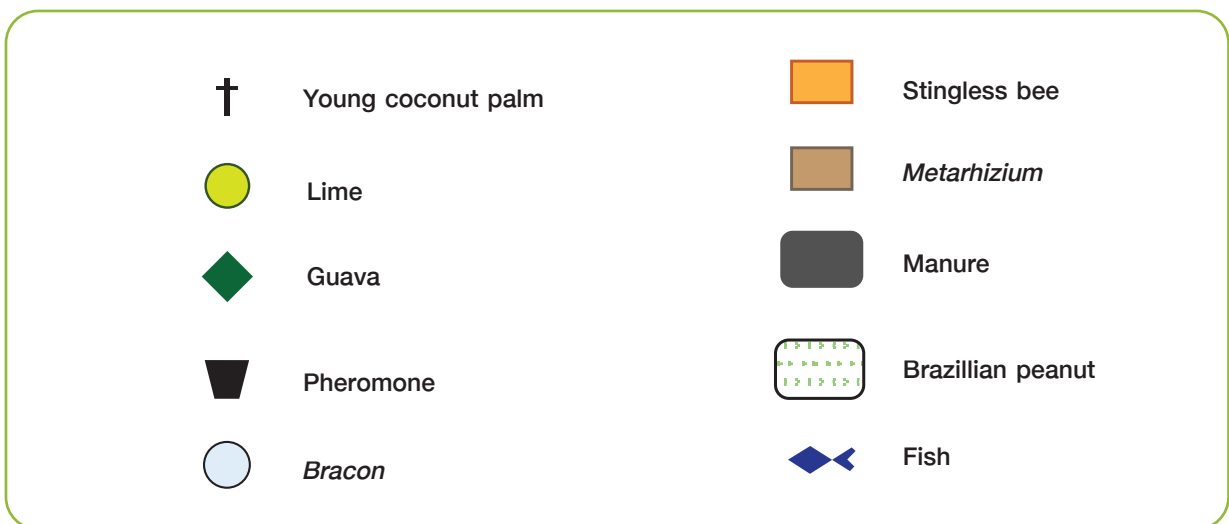 Young coconut palm
Lime
Guava
Pheromone
Bracon
Stingless bee
Metarhizium
Manure
Brazillian peanut
Fish